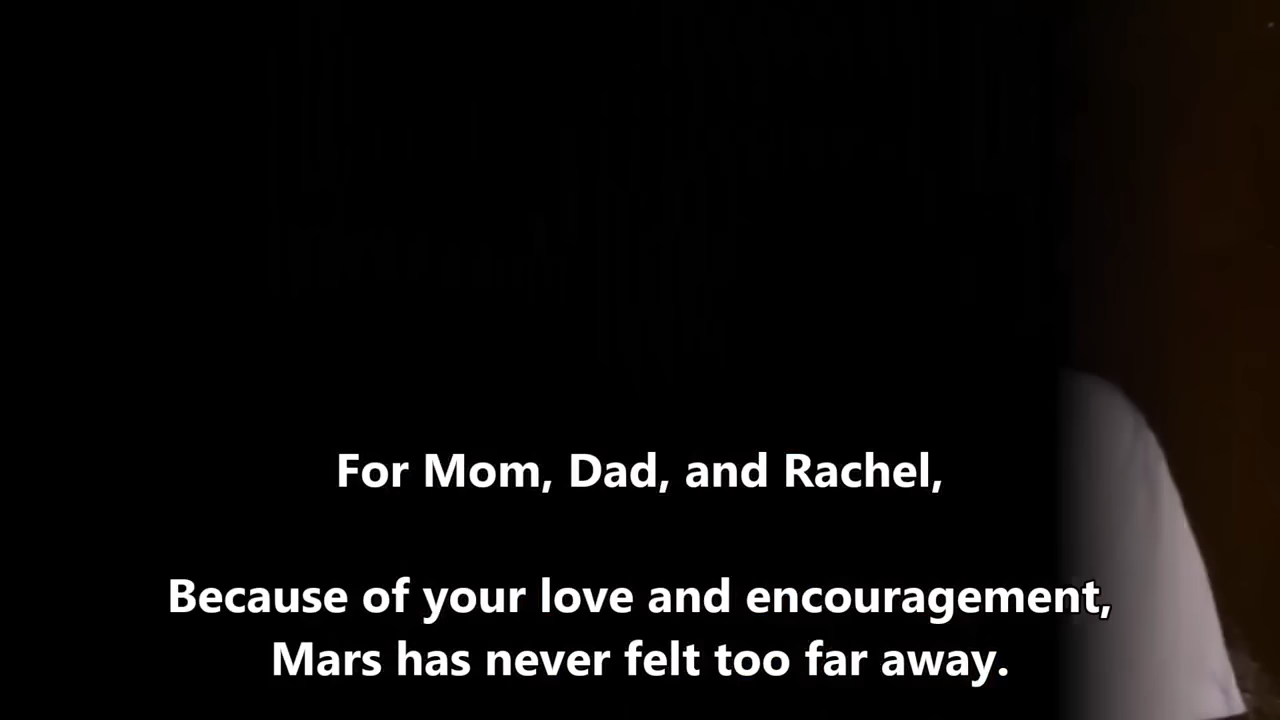 For Mom, Dad, and Rachel,
Because of your love and encouragement,
Mars has never felt too far away.